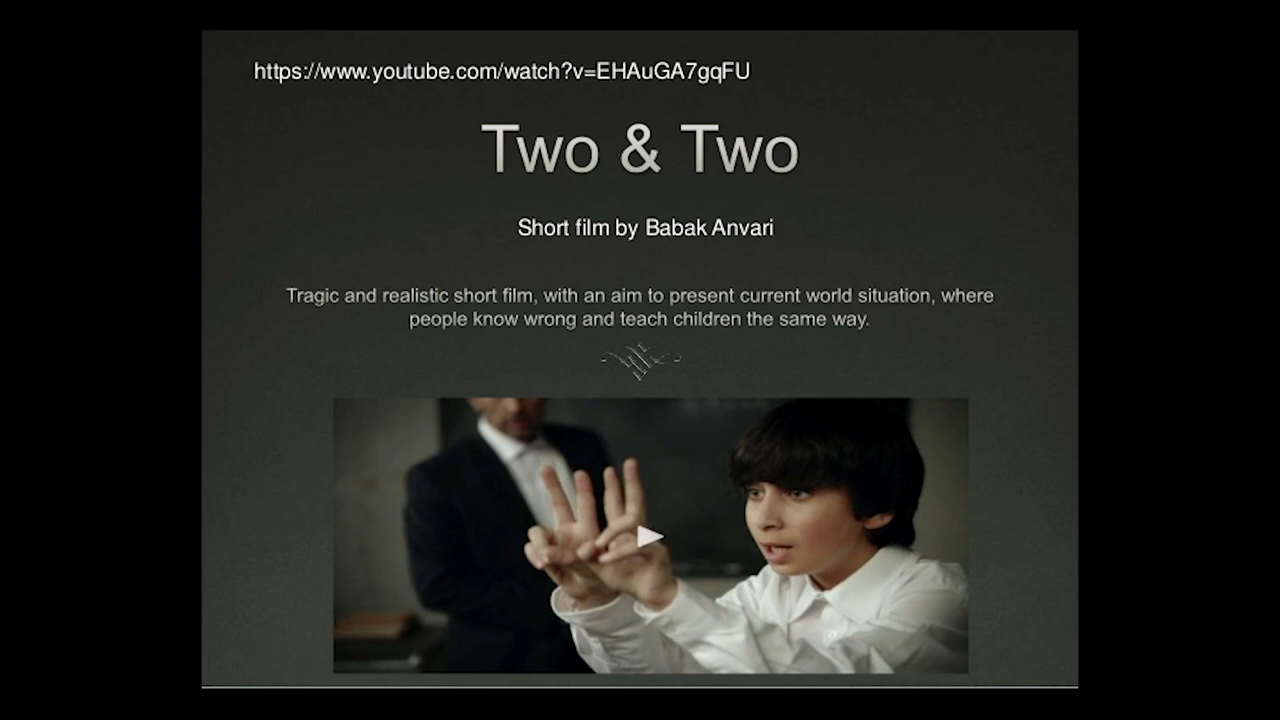 https://www.youtube.com/watch?v=EHAuGA7gqFU
Two & Two
Short film by Babak Anvari
Tragic and realistic short film, with an aim to present current world situation, where
people know wrong and teach children the same way.